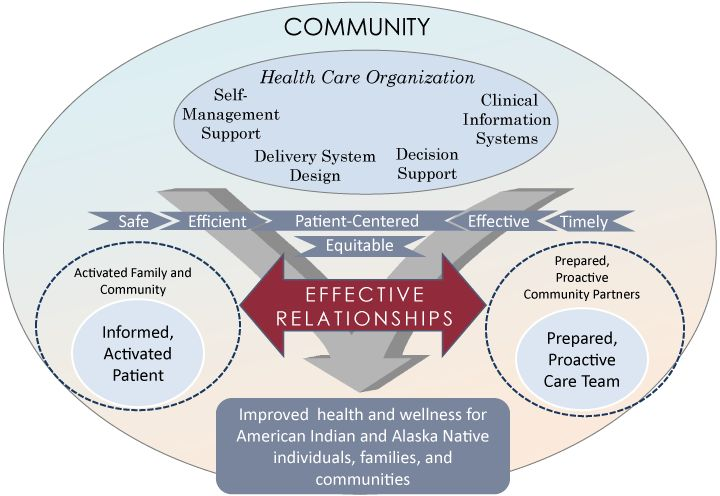 COMMUNITY
Health Care Organization
Self-
Management
Support
Clinical
Information
Systems
Delivery System
Design
Decision
Support
Safe
Efficient
Patient-Centered
Effective
Timely
Equitable
Activated Family and
Community
Informed,
Activated
Patient
EFFECTIVE
RELATIONSHIPS
Prepared,
Proactive
Community Partners
Prepared,
Proactive
Care Team
Improved health and wellness for
American Indian and Alaska Native
individuals, families, and
communities